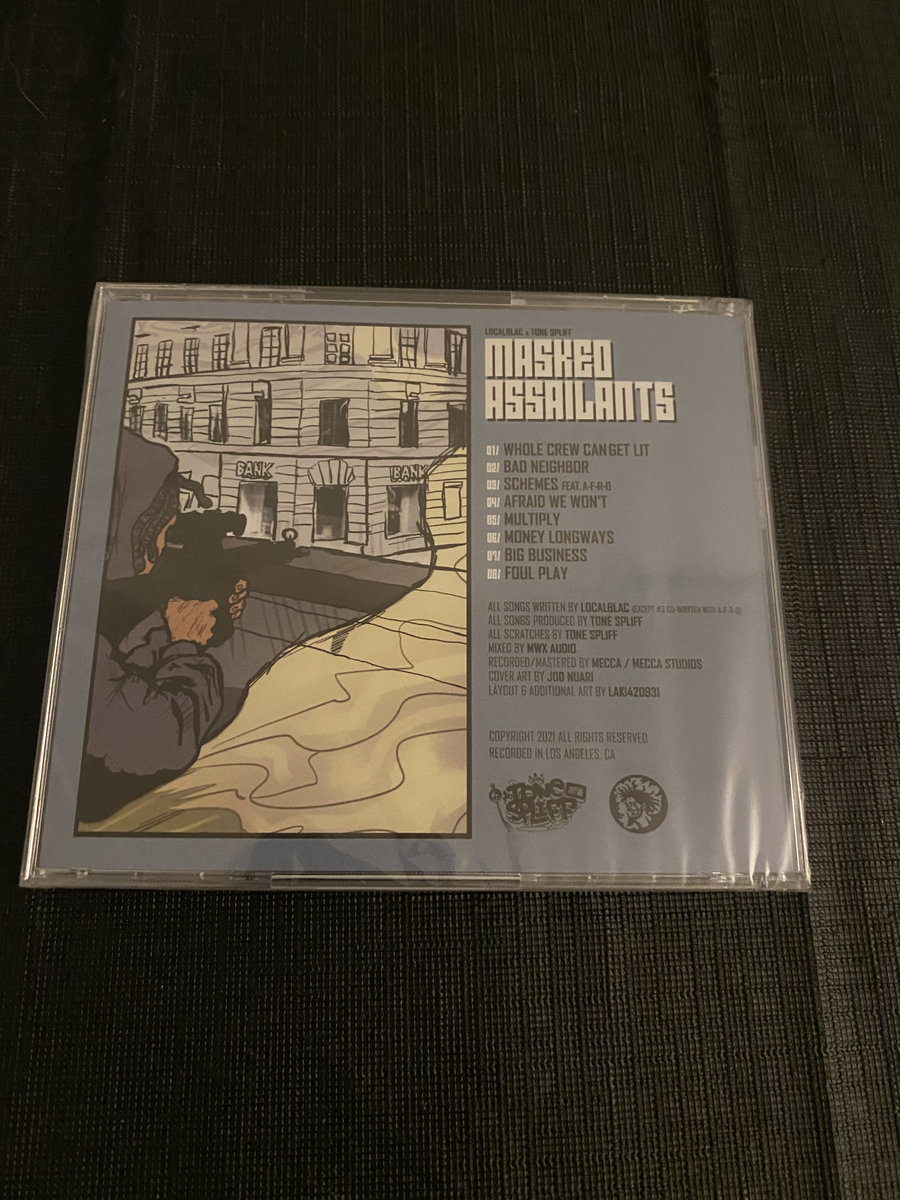 BANK
BANK
LOCALBLAC x TONE SPLIFF
MASKED
ASSAILANTS
01/ WHOLE CREW CAN GET LIT
02/ BAD NEIGHBOR
03/ SCHEMES FEAT. A-F-R-O
04/ AFRAID WE WON'T
05/ MULTIPLY
06/ MONEY LONGWAYS
07/ BIG BUSINESS
08/ FOUL PLAY
ALL SONGS WRITTEN BY LOCALBLAC (EXCEPT #3 CO-WRITTEN WITH A-F-R-O)
ALL SONGS PRODUCED BY TONE SPLIFF
ALL SCRATCHES BY TONE SPLIFF
MIXED BY MWX AUDIO
RECORDED/MASTERED BY MECCA / MECCA STUDIOS
COVER ART BY JOD NUARI
LAYOUT & ADDITIONAL ART BY LAKI420931
COPYRIGHT 2021 ALL RIGHTS RESERVED
RECORDED IN LOS ANGELES, CA
TONE
SPLIFF